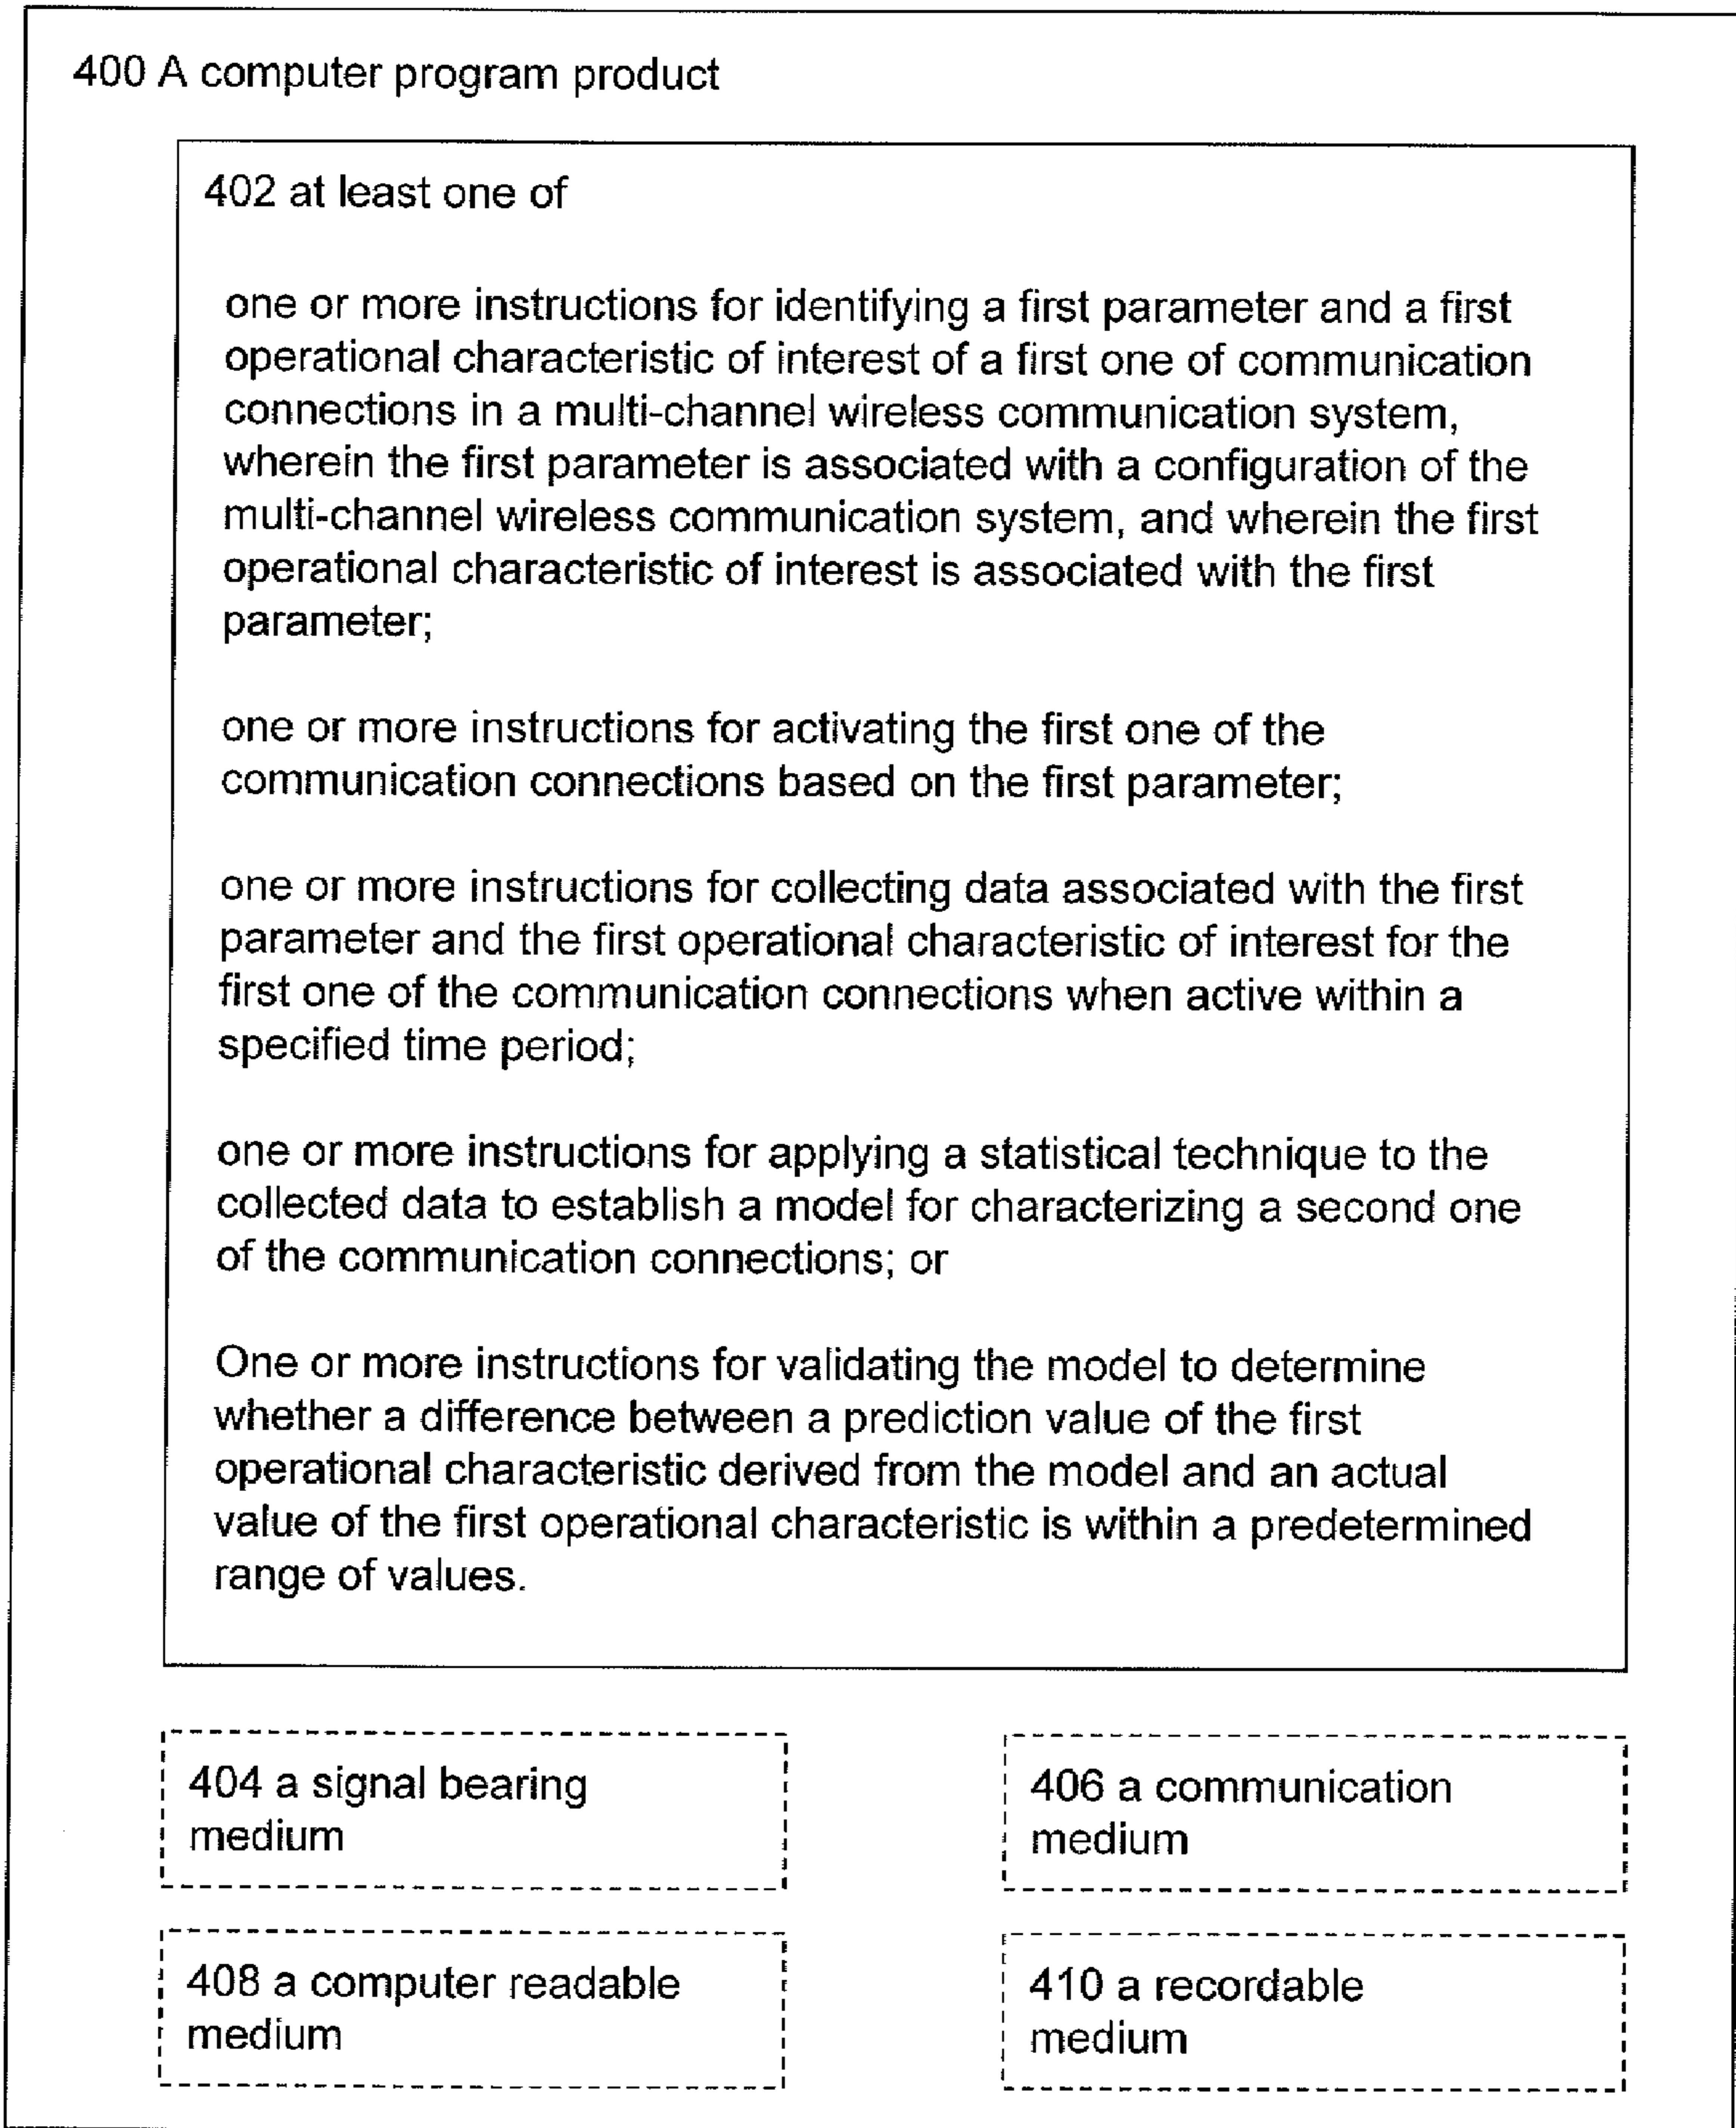 400 A computer program product
402 at least one of
one or more instructions for identifying a first parameter and a first
operational characteristic of interest of a first one of communication
connections in a multi-channel wireless communication system,
wherein the first parameter is associated with a configuration of the
multi-channel wireless communication system, and wherein the first
operational characteristic of interest is associated with the first
parameter;
one or more instructions for activating the first one of the
communication connections based on the first parameter;
one or more instructions for collecting data associated with the first
parameter and the first operational characteristic of interest for the
first one of the communication connections when active within a
specified time period;
one or more instructions for applying a statistical technique to the
collected data to establish a model for characterizing a second one
of the communication connections; or
One or more instructions for validating the model to determine
whether a difference between a prediction value of the first
operational characteristic derived from the model and an actual
value of the first operational characteristic is within a predetermined
range of values.
404 a signal bearing
medium
406 a communication
medium
408 a computer readable
medium
410 a recordable
medium